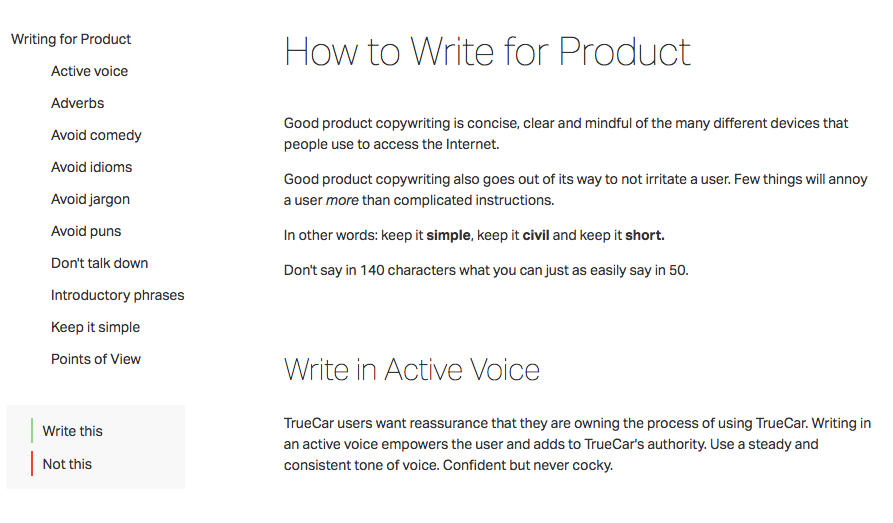 Writing for Product
Active voice
Adverbs
Avoid comedy
Avoid idioms
Avoid jargon
Avoid puns
Don't talk down
Introductory phrases
Keep it simple
Points of View
Write this
Not this
How to Write for Product
Good product copywriting is concise, clear and mindful of the many different devices that
people use to access the Internet.
Good product copywriting also goes out of its way to not irritate a user. Few things will annoy
a user more than complicated instructions.
In other words: keep it simple, keep it civil and keep it short.
Don't say in 140 characters what you can just as easily say in 50.
Write in Active Voice
TrueCar users want reassurance that they are owning the process of using TrueCar. Writing in
an active voice empowers the user and adds to TrueCar's authority. Use a steady and
consistent tone of voice. Confident but never cocky.